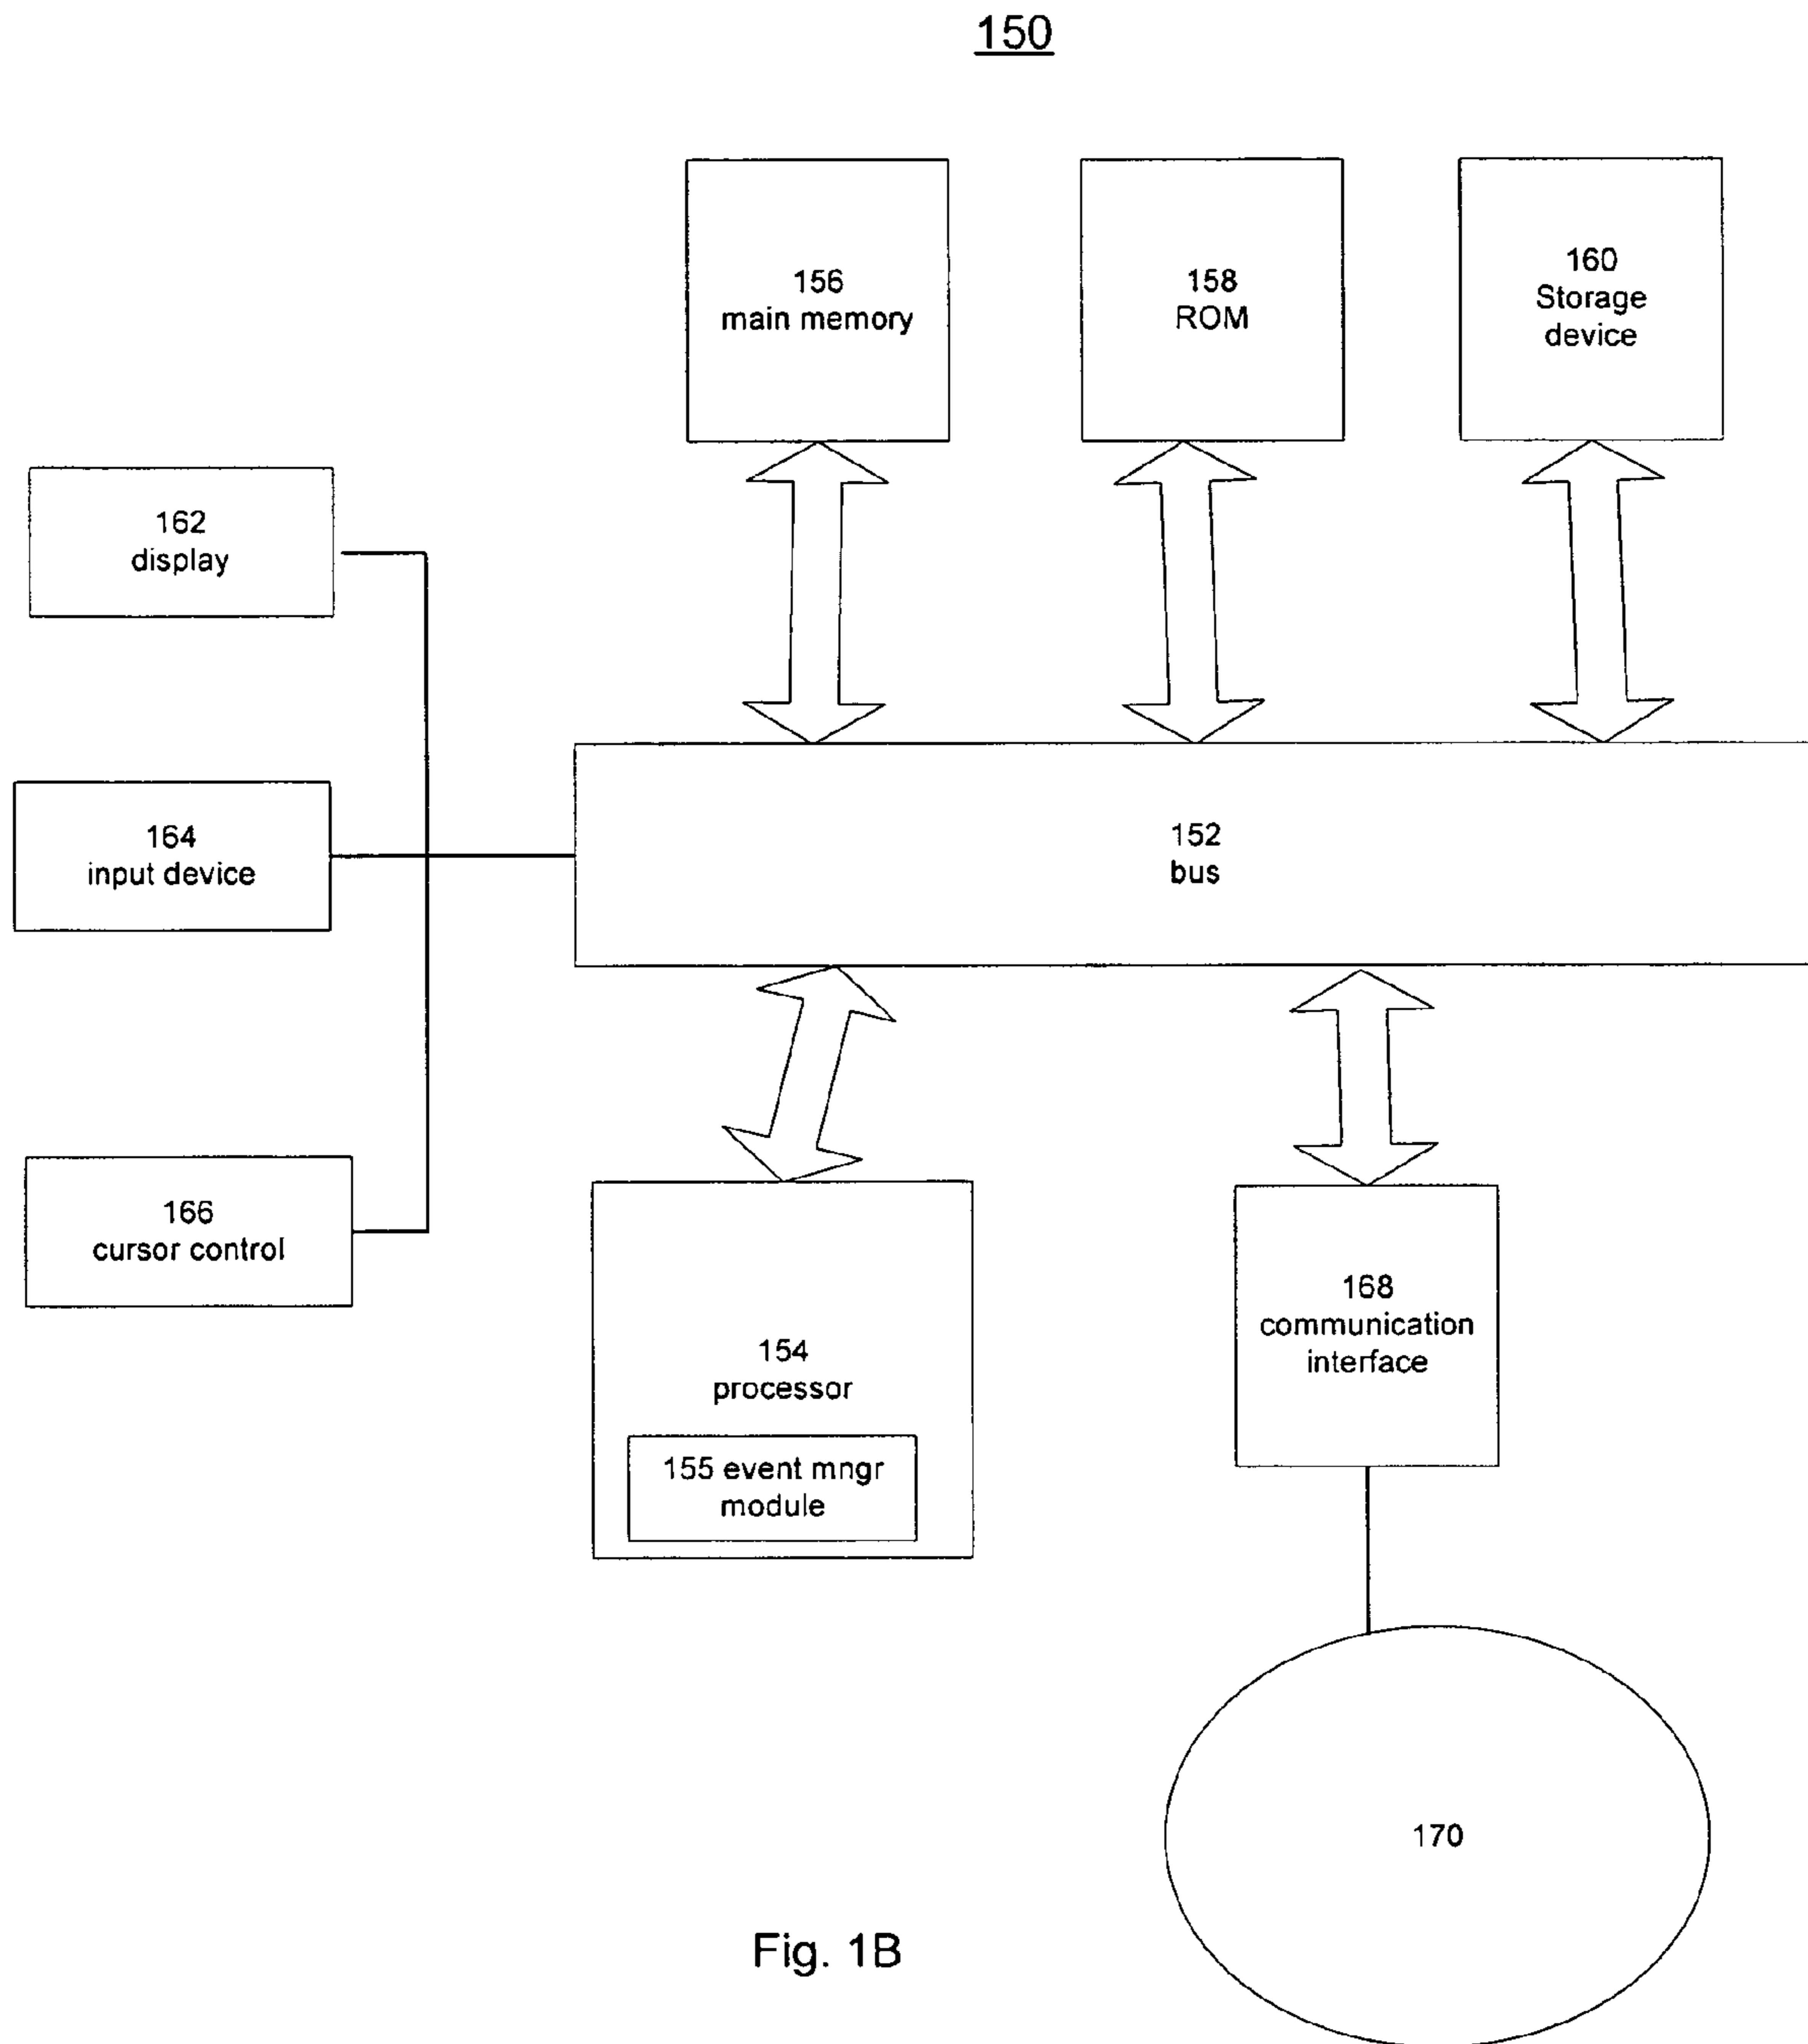 150
156
main memory
158
ROM
160
Storage
device
162
display
164
input device
152
bus
166
cursor control
154
processor
155 event mngr
module
168
communication
interface
170
Fig. 1B